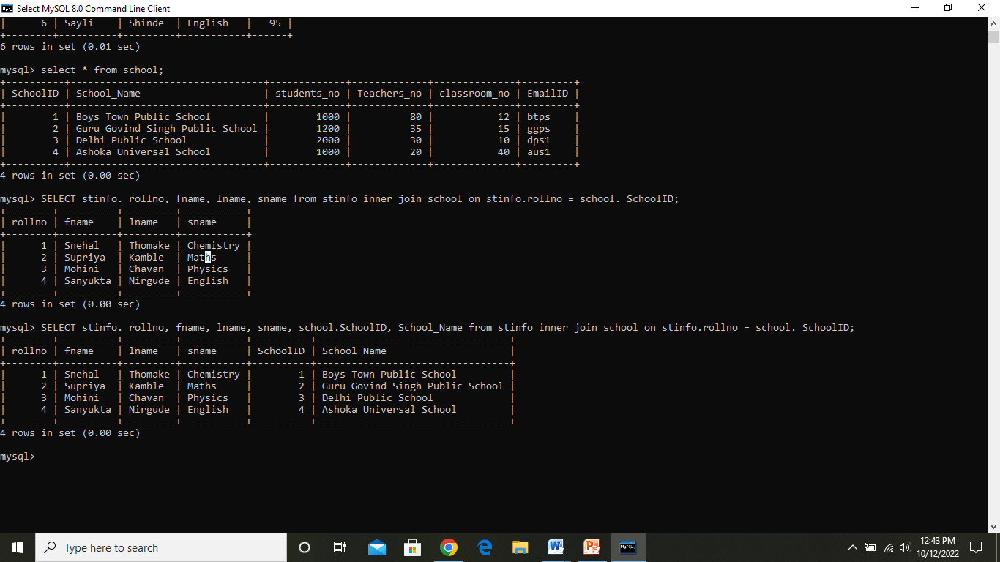 Select MySQL 8.0 Command Line Client
|      6 | Sayli    | Shinde  | English   |   95 |
+--------+----------+---------+-----------+------+
6 rows in set (0.01 sec)
mysql> select * from school;
+----------+---------------------------------+-------------+-------------+--------------+---------+
| SchoolID | School_Name                     | students_no | Teachers_no | classroom_no | EmailID |
+----------+---------------------------------+-------------+-------------+--------------+---------+
|        1 | Boys Town Public School         |        1000 |          80 |           12 | btps    |
|        2 | Guru Govind Singh Public School |        1200 |          35 |           15 | ggps    |
|        3 | Delhi Public School             |        2000 |          30 |           10 | dps1    |
|        4 | Ashoka Universal School         |        1000 |          20 |           40 | aus1    |
+----------+---------------------------------+-------------+-------------+--------------+---------+
4 rows in set (0.00 sec)
mysql> SELECT stinfo. rollno, fname, lname, sname from stinfo inner join school on stinfo.rollno = school. SchoolID;
+--------+----------+---------+-----------+
| rollno | fname    | lname   | sname     |
+--------+----------+---------+-----------+
|      1 | Snehal   | Thomake | Chemistry |
|      2 | Supriya  | Kamble  | Maths     |
|      3 | Mohini   | Chavan  | Physics   |
|      4 | Sanyukta | Nirgude | English   |
+--------+----------+---------+-----------+
4 rows in set (0.00 sec)
mysql> SELECT stinfo. rollno, fname, lname, sname, school.SchoolID, School_Name from stinfo inner join school on stinfo.rollno = school. SchoolID;
+--------+----------+---------+-----------+----------+---------------------------------+
| rollno | fname    | lname   | sname     | SchoolID | School_Name                     |
+--------+----------+---------+-----------+----------+---------------------------------+
|      1 | Snehal   | Thomake | Chemistry |        1 | Boys Town Public School         |
|      2 | Supriya  | Kamble  | Maths     |        2 | Guru Govind Singh Public School |
|      3 | Mohini   | Chavan  | Physics   |        3 | Delhi Public School             |
|      4 | Sanyukta | Nirgude | English   |        4 | Ashoka Universal School         |
+--------+----------+---------+-----------+----------+---------------------------------+
4 rows in set (0.00 sec)
mysql>
Type here to search
12:43 PM
10/12/2022